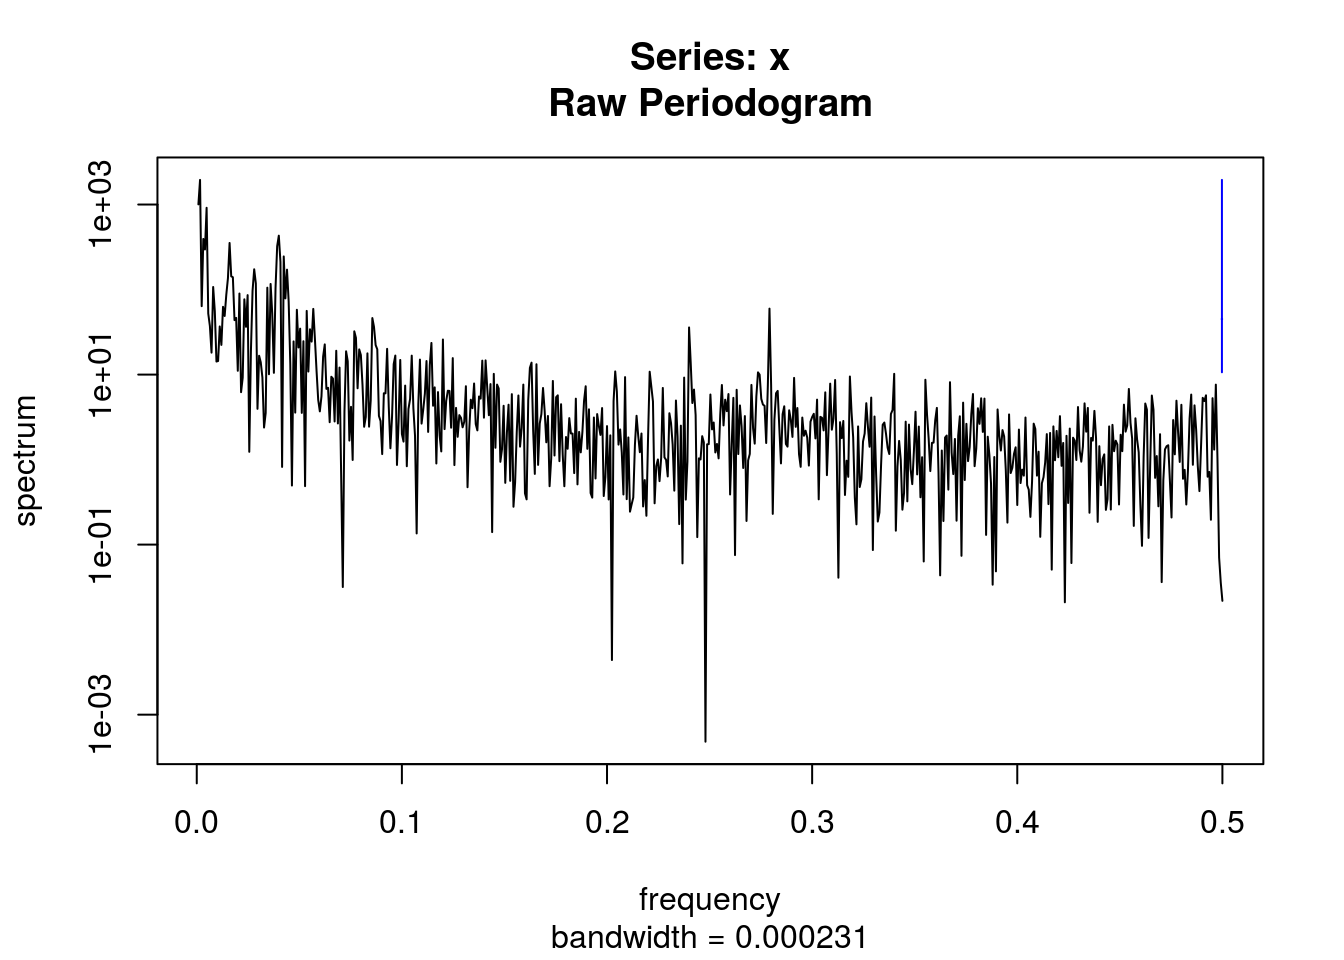 Series: x
Raw Periodogram
1e+03
1e+01
1e-01
1e-03
spectrum
0.0 0.1 0.2 0.3 0.4 0.5
frequency
bandwidth = 0.000231